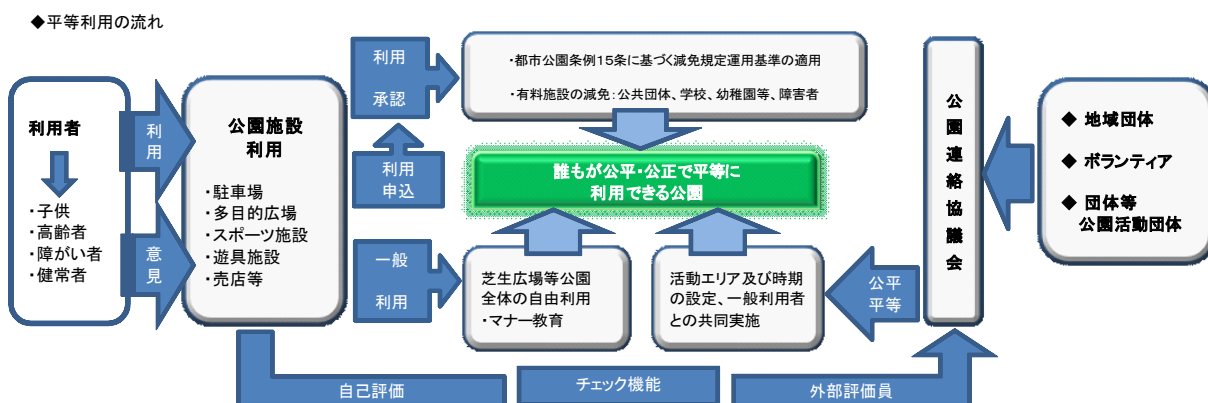 ◆平等利用の流れ
利用者
・子供
・高齢者
・障がい者
・健常者
利用
意見
公園施設
利用
・駐車場
・多目的広場
・スポーツ施設
・遊具施設
・売店等
利用
承認
利用
申込
一般
利用
・都市公園条例15条に基づく減免規定運用基準の適用
・有料施設の減免：公共団体、学校、幼稚園等、障害者
誰もが公平・公正で平等に
利用できる公園
芝生広場等公園
全体の自由利用
・マナー教育
活動エリア及び時期
の設定、一般利用者
との共同実施
公平
平等
公園連絡協議会
◆ 地域団体
◆ ボランティア
◆ 団体等
公園活動団体
自己評価
チェック機能
外部評価員